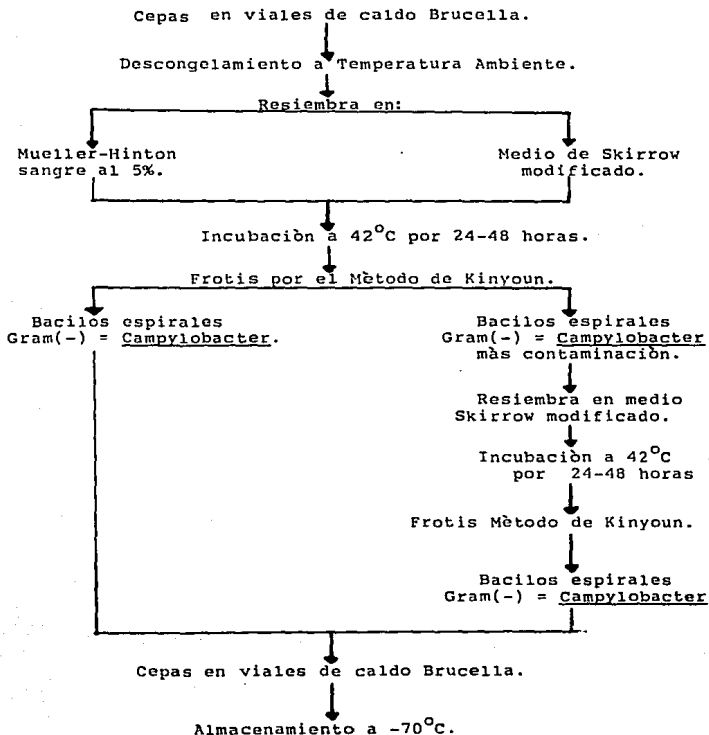 Cepas en viales de caldo Brucella.
Descongelamiento a Temperatura Ambiente.
Resiembra en:
Mueller-Hinton
sangre al 5%.
Medio de Skirrow
modificado.
Incubaciòn a 42°C por 24-48 horas.
Frotis por el Mètodo de Kinyoun.
Bacilos espirales
Gram(-) = Campylobacter.
Bacilos espirales
Gram(-) = Campylobacter
màs contaminaciòn.
Resiembra en medio
Skirrow modificado.
Incubaciòn a 42°C
por 24-48 horas
Frotis Mètodo de Kinyoun.
Bacilos espirales
Gram(-) = Campylobacter
Cepas en viales de caldo Brucella.
Almacenamiento a -70°C.